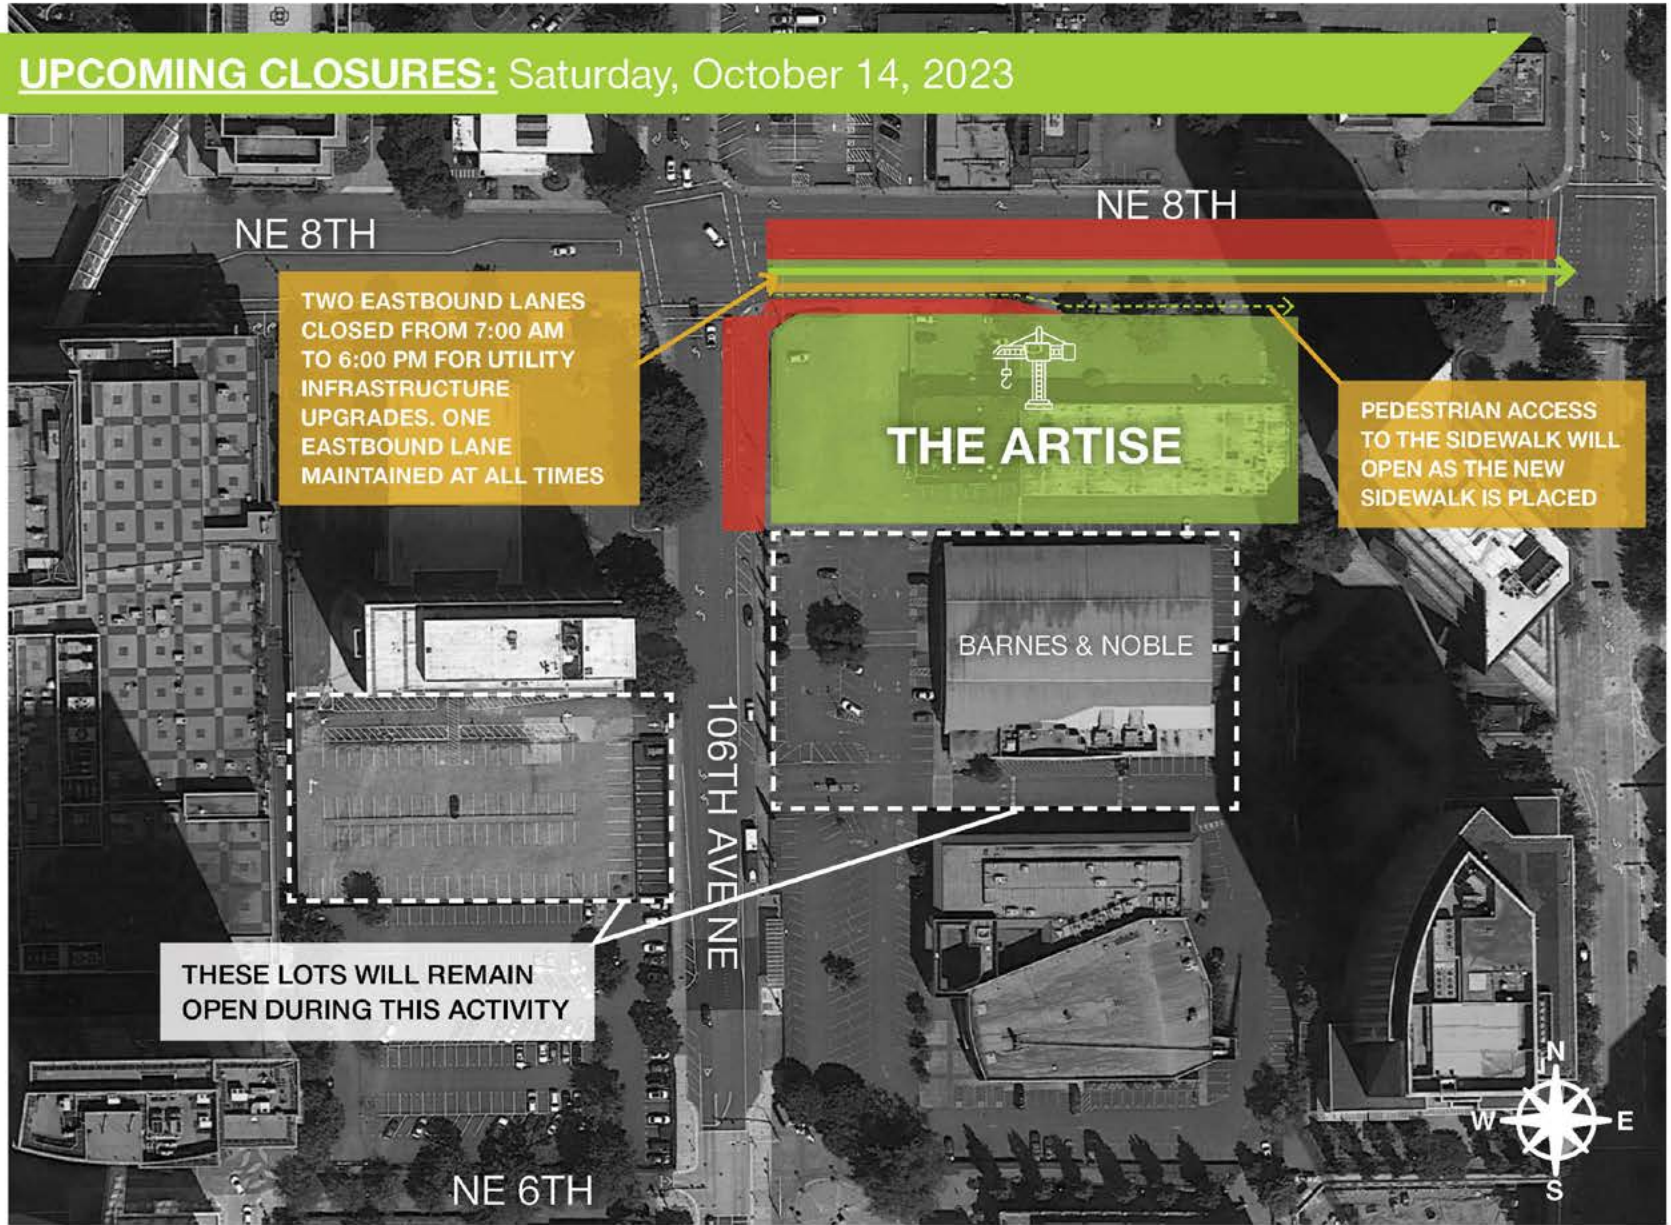 UPCOMING CLOSURES: Saturday, October 14, 2023
NE 8TH
NE 8TH
TWO EASTBOUND LANES
CLOSED FROM 7:00 AM
TO 6:00 PM FOR UTILITY
INFRASTRUCTURE
UPGRADES. ONE
EASTBOUND LANE
MAINTAINED AT ALL TIMES
THE ARTISE
PEDESTRIAN ACCESS
TO THE SIDEWALK WILL
OPEN AS THE NEW
SIDEWALK IS PLACED
BARNES & NOBLE
106TH AVE NE
THESE LOTS WILL REMAIN
OPEN DURING THIS ACTIVITY
NE 6TH
N
W
E
S